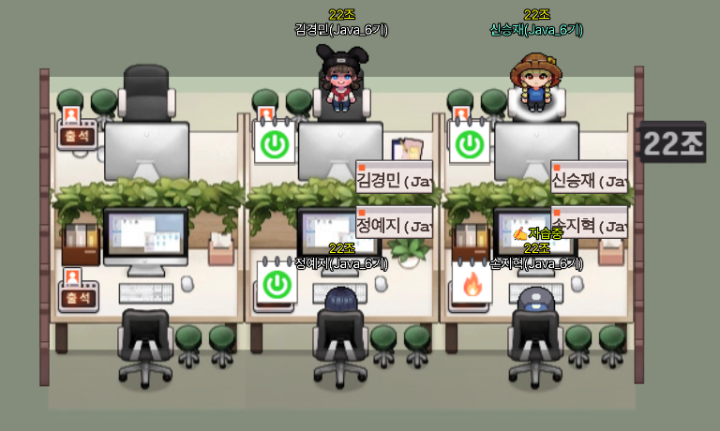 22조
김경민(Java_6기)
22조
신승재(Java_6기)
출석
22조
김경민(Ja
신승재(Ja
정예지(Ja
손지혁(Ja
✍자습중
22조
정예지(Java_6기)
22조
손지혁(Java_6기)
출석